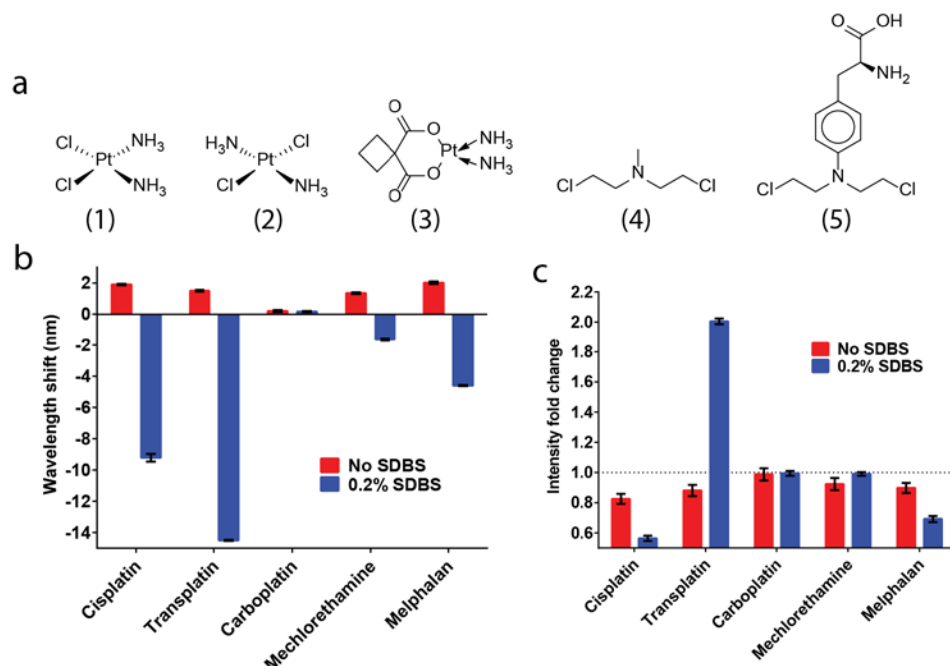 a
Cl
NH3
Pt
Cl
NH3
(1)
H3N
Cl
Pt
Cl
NH3
(2)
O
O
NH3
Pt
NH3
O
O
(3)
N
Cl
Cl
(4)
O
OH
NH2
Cl
N
Cl
(5)
b
Wavelength shift (nm)
2
0
-2
-4
-6
-8
-10
-12
-14
No SDBS
0.2% SDBS
Cisplatin
Transplatin
Carboplatin
Mechlorethamine
Melphalan
c
Intensity fold change
2.2
2.0
1.8
1.6
1.4
1.2
1.0
0.8
0.6
No SDBS
0.2% SDBS
Cisplatin
Transplatin
Carboplatin
Mechlorethamine
Melphalan